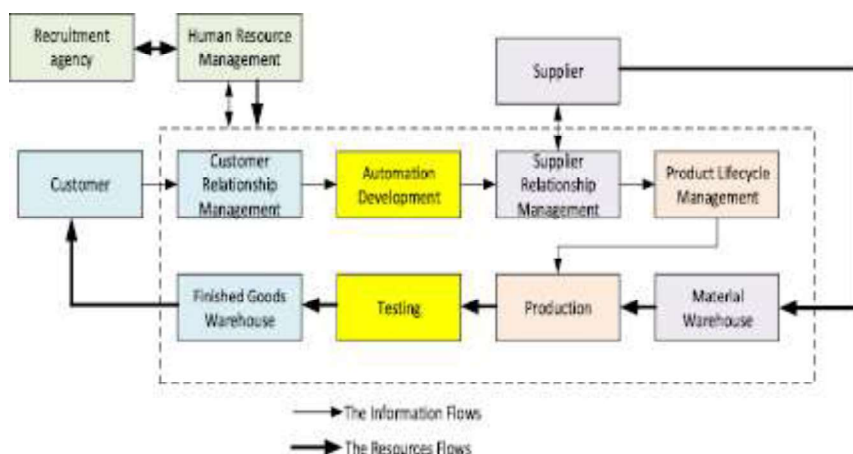 Recruitment
agency
Human Resource
Management
Supplier
Customer
Customer
Relationship
Management
Automation
Development
Supplier
Relationship
Management
Product Lifecycle
Management
Finished Goods
Warehouse
Testing
Production
Material
Warehouse
The Information Flows
The Resources Flows